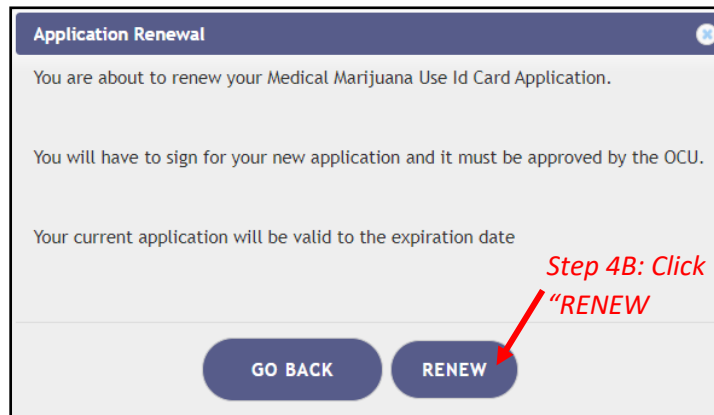 Application Renewal
You are about to renew your Medical Marijuana Use Id Card Application.
You will have to sign for your new application and it must be approved by the OCU.
Your current application will be valid to the expiration date
Step 4B: Click
“RENEW
GO BACK
RENEW